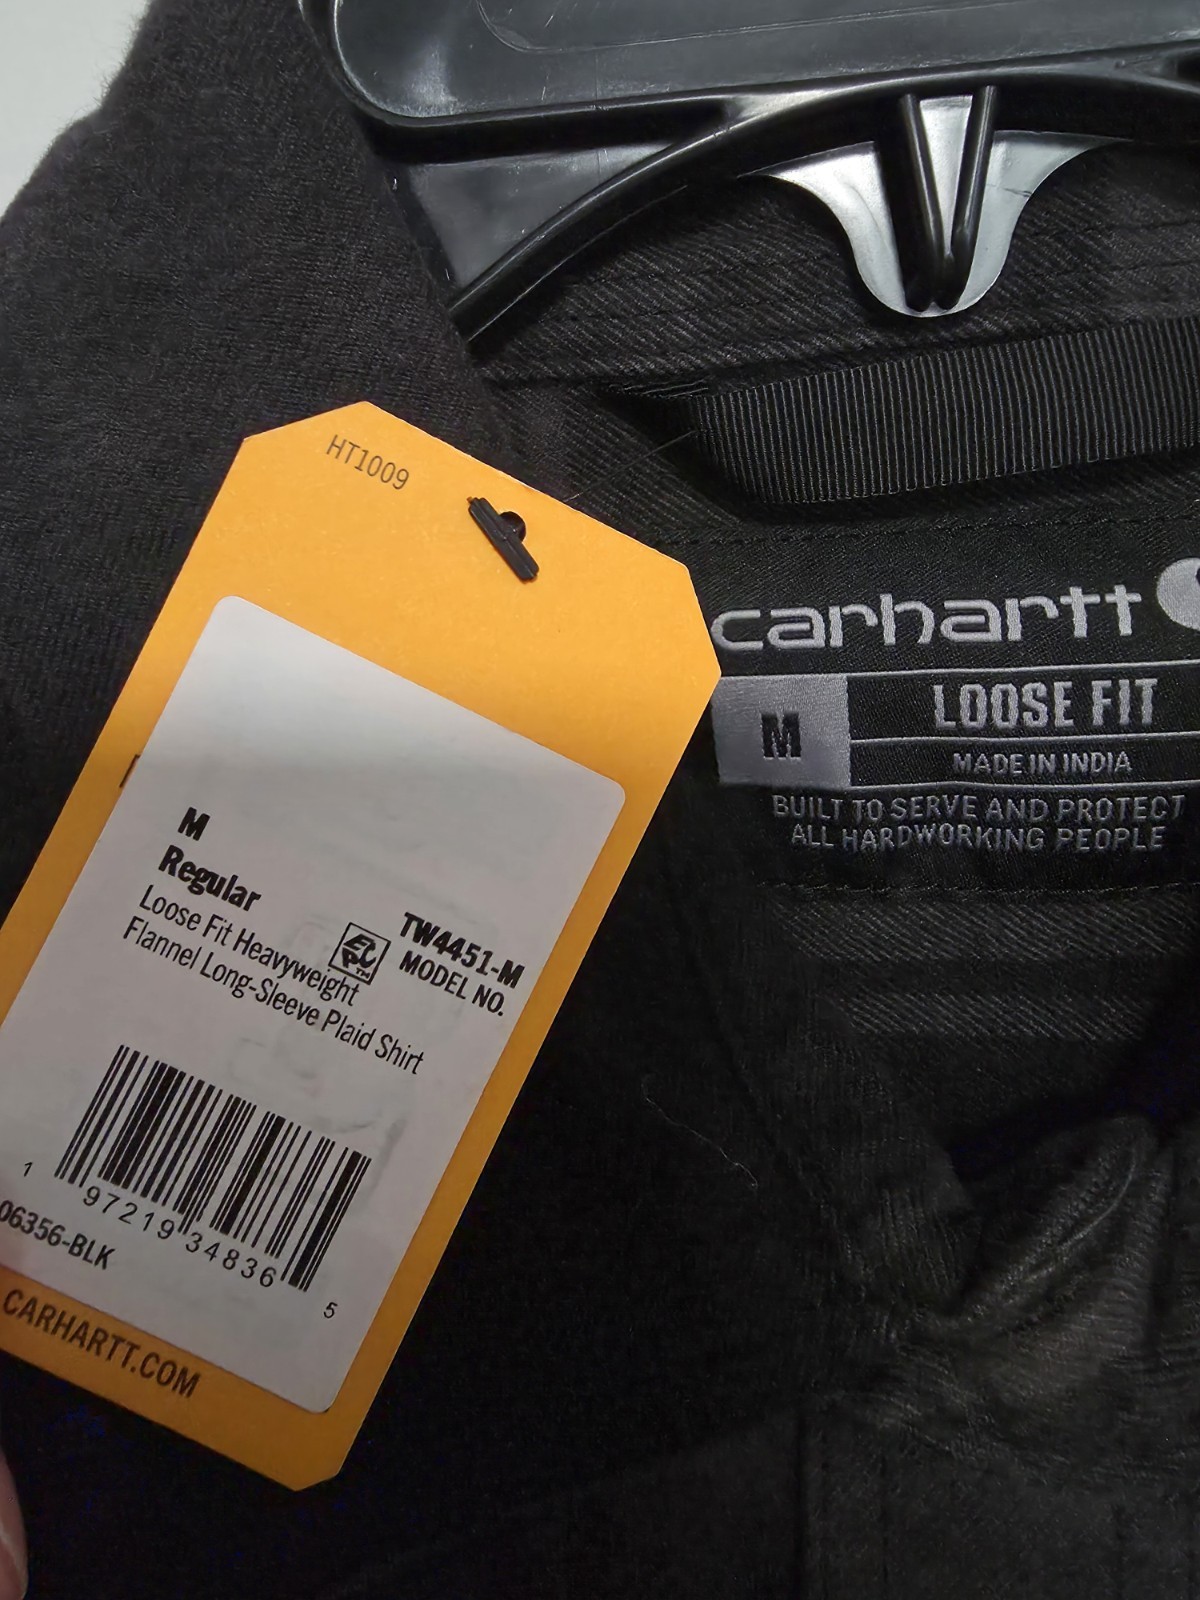 HT1009
carhartt
M
LOOSE FIT
MADE IN INDIA
BUILT TO SERVE AND PROTECT
ALL HARDWORKING PEOPLE
M
Regular
Loose Fit Heavyweight
Flannel Long-Sleeve Plaid Shirt
EPC™
TW4451-M
MODEL NO.
1 97219 34836 5
06356-BLK
CARHARTT.COM